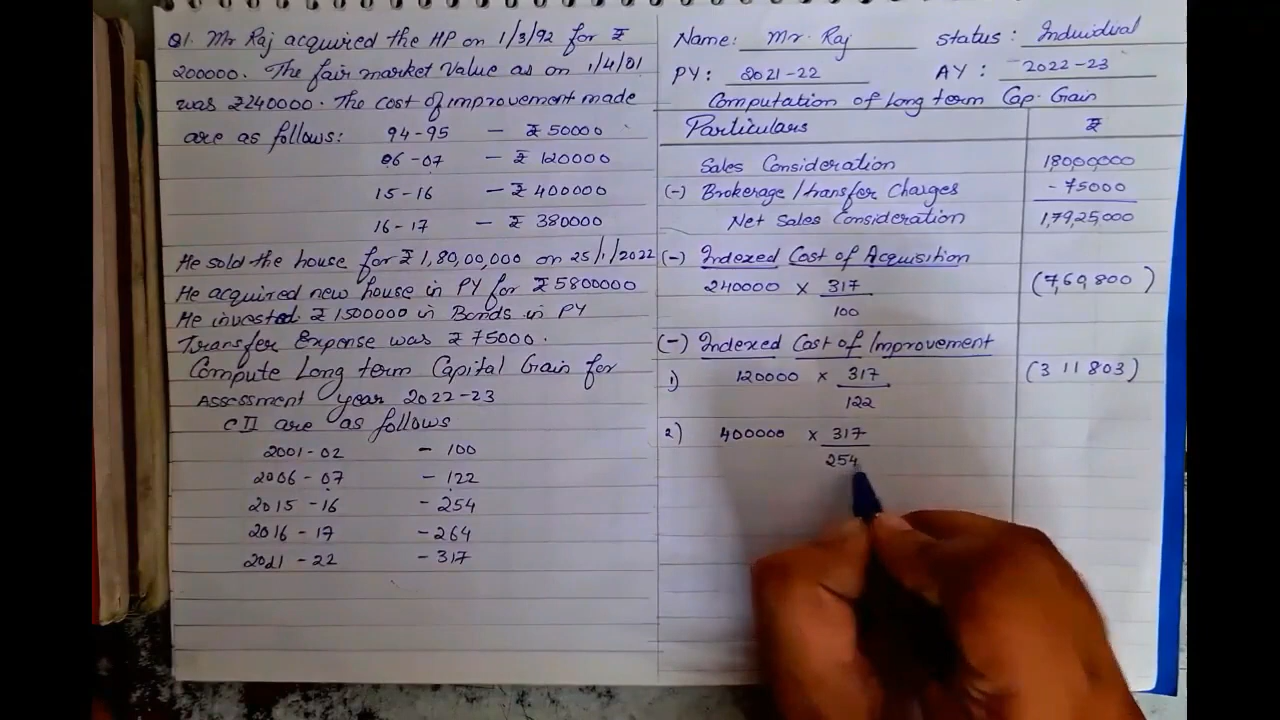 Q1. Mr Raj acquired the HP on 1/3/92 for ₹
200000. The fair market Value as on 1/4/01
was ₹240000. The cost of improvement made
are as follows:
94-95 - ₹ 50000
06-07 - ₹ 120000
15-16 - ₹ 400000
16-17 - ₹ 380000
He sold the house for ₹ 1,80,00,000 on 25/1/2022
He acquired new house in PY for ₹ 5800000
He invested ₹ 1500000 in Bonds in PY
Transfer Expense was ₹ 75000.
Compute Long term Capital Gain for
Assessment year 2022-23
CII are as follows
2001-02 - 100
2006-07 - 122
2015-16 - 254
2016-17 - 264
2021-22 - 317
Name: Mr. Raj Status: Individual
PY: 2021-22 AY: 2022-23
Computation of Long term Cap. Gain
Particulars ₹
Sales Consideration 18000000
(-) Brokerage/transfer Charges - 75000
Net Sales Consideration 1,7925,000
(-) Indexed Cost of Acquisition
240000 x 317 (7,60,800)
100
(-) Indexed Cost of Improvement
1) 120000 x 317 (3 11 803)
122
2) 400000 x 317
254